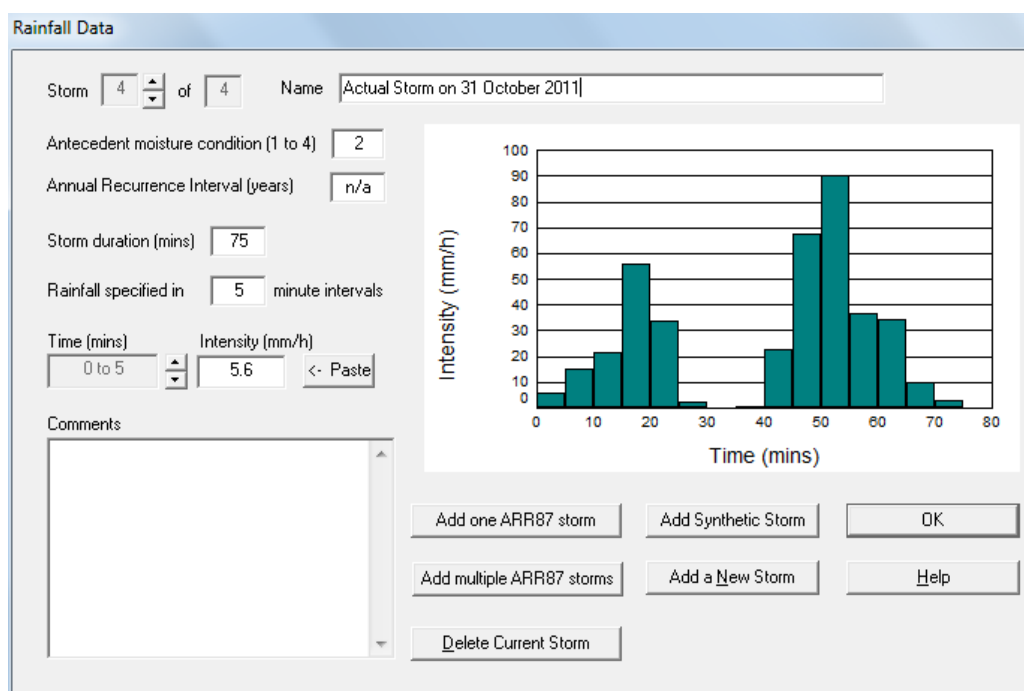 Rainfall Data
Storm 4 of 4 Name Actual Storm on 31 October 2011
Antecedent moisture condition (1 to 4) 2
Annual Recurrence Interval (years) n/a
Storm duration (mins) 75
Rainfall specified in 5 minute intervals
Time (mins) Intensity (mm/h)
0 to 5 5.6 <- Paste
Comments
Intensity (mm/h)
100
90
80
70
60
50
40
30
20
10
0
0 10 20 30 40 50 60 70 80
Time (mins)
Add one ARR87 storm Add Synthetic Storm OK
Add multiple ARR87 storms Add a New Storm Help
Delete Current Storm